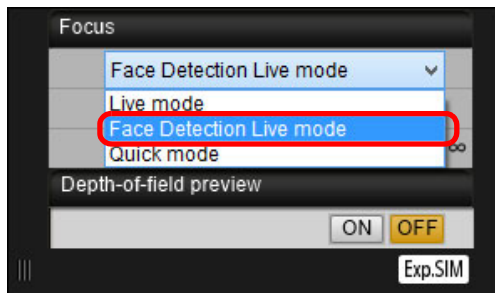 Focus
Face Detection Live mode
Live mode
Face Detection Live mode
Quick mode
∞
Depth-of-field preview
ON OFF
Exp.SIM